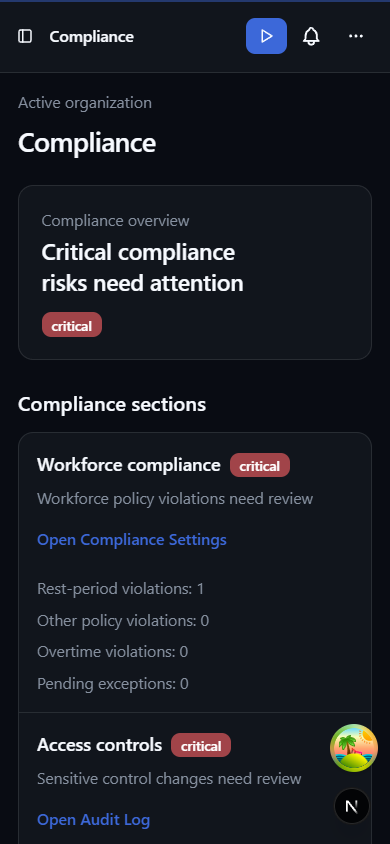 Compliance
Active organization
Compliance
Compliance overview
Critical compliance
risks need attention
critical
Compliance sections
Workforce compliance critical
Workforce policy violations need review
Open Compliance Settings
Rest-period violations: 1
Other policy violations: 0
Overtime violations: 0
Pending exceptions: 0
Access controls critical
Sensitive control changes need review
N
Open Audit Log